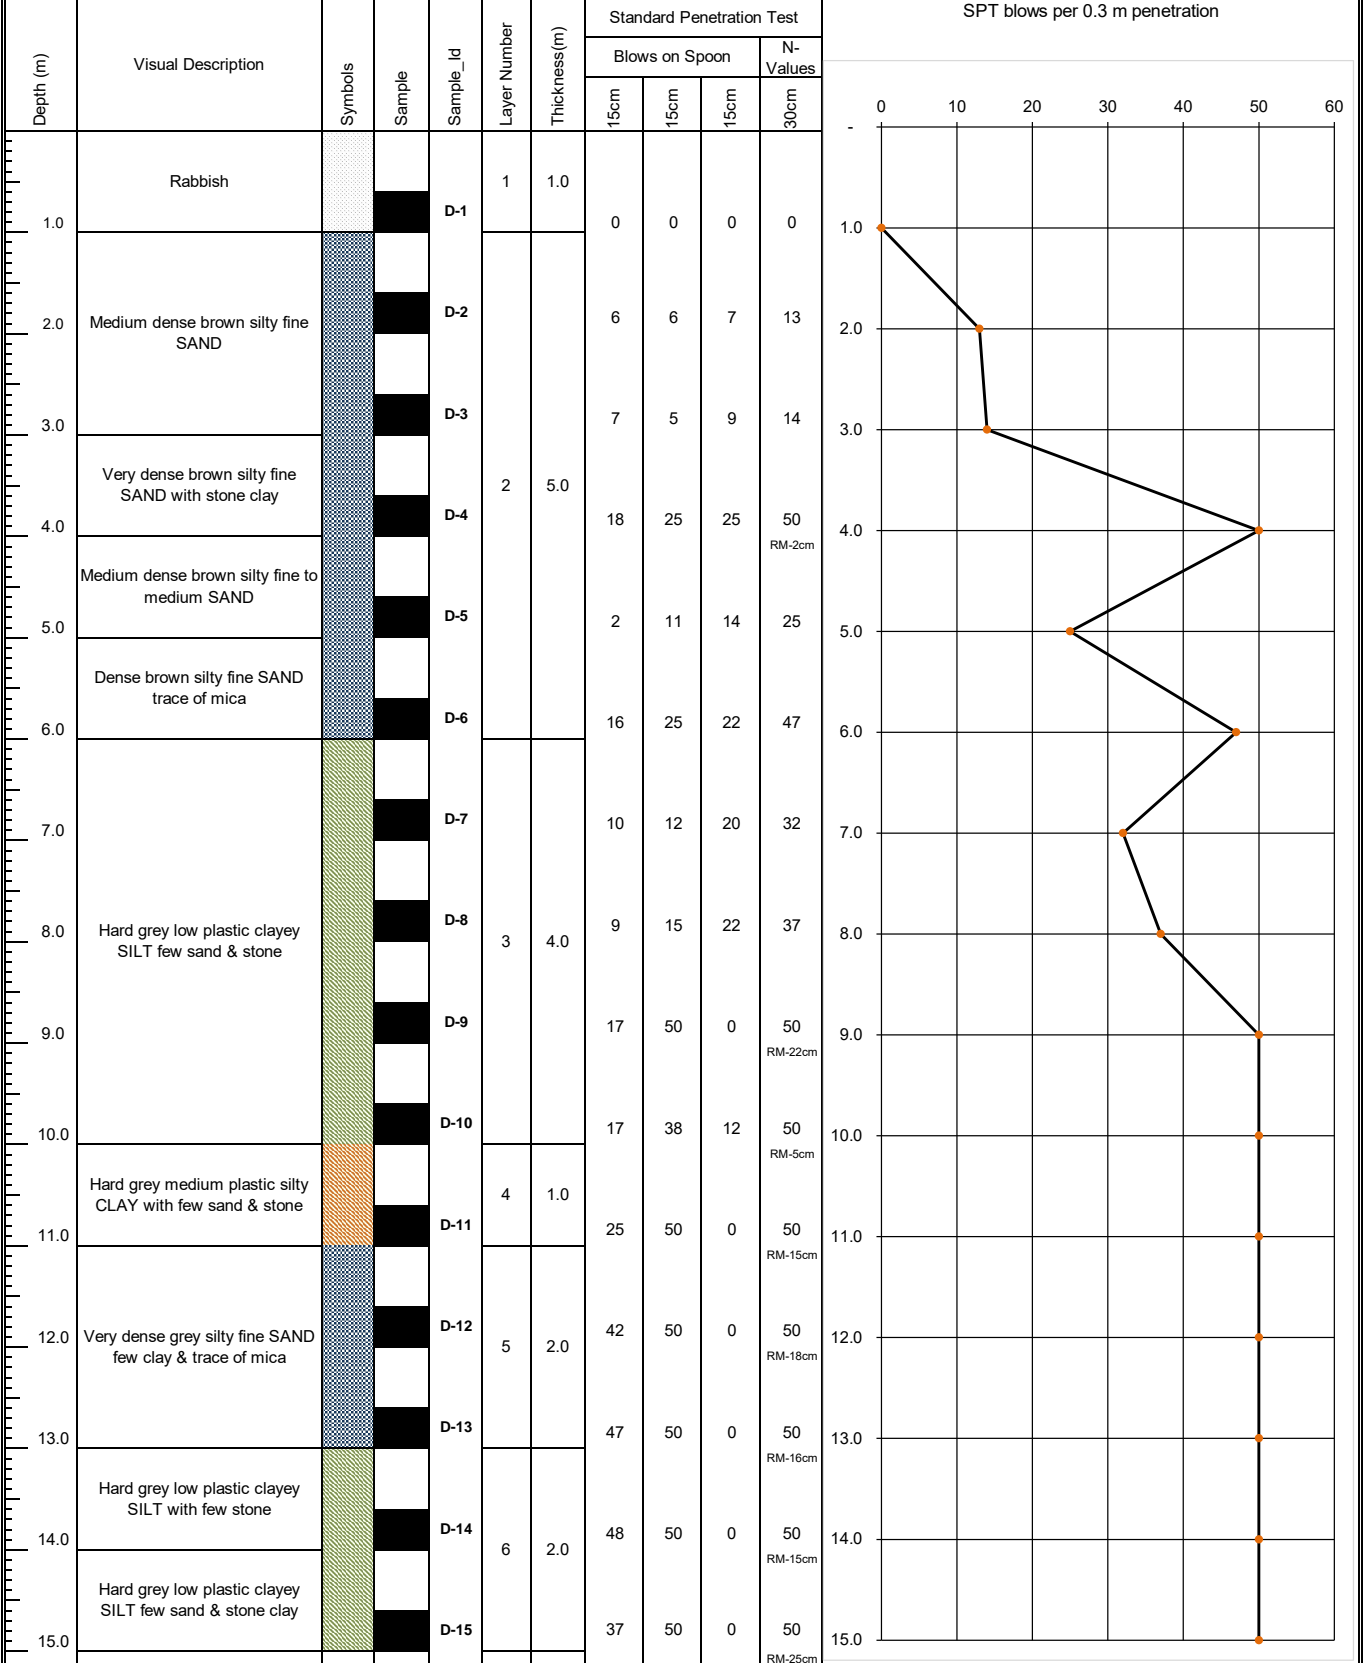 Depth (m)
Visual Description
Symbols
Sample
Sample_Id
Layer Number
Thickness(m)
Standard Penetration Test
Blows on Spoon
N-
Values
15cm
15cm
15cm
30cm
SPT blows per 0.3 m penetration
0 10 20 30 40 50 60
-
Rabbish
1
1.0
1.0
D-1
0 0 0 0
1.0
Medium dense brown silty fine
SAND
2.0
D-2
6 6 7 13
2.0
3.0
D-3
7 5 9 14
3.0
Very dense brown silty fine
SAND with stone clay
2
5.0
4.0
D-4
18 25 25 50
RM-2cm
4.0
Medium dense brown silty fine to
medium SAND
5.0
D-5
2 11 14 25
5.0
Dense brown silty fine SAND
trace of mica
6.0
D-6
16 25 22 47
6.0
7.0
D-7
10 12 20 32
7.0
Hard grey low plastic clayey
SILT few sand & stone
8.0
D-8
3
4.0
9 15 22 37
8.0
9.0
D-9
17 50 0 50
RM-22cm
9.0
10.0
D-10
17 38 12 50
RM-5cm
10.0
Hard grey medium plastic silty
CLAY with few sand & stone
4
1.0
11.0
D-11
25 50 0 50
RM-15cm
11.0
Very dense grey silty fine SAND
few clay & trace of mica
12.0
D-12
5
2.0
42 50 0 50
RM-18cm
12.0
13.0
D-13
47 50 0 50
RM-16cm
13.0
Hard grey low plastic clayey
SILT with few stone
14.0
D-14
6
2.0
48 50 0 50
RM-15cm
14.0
Hard grey low plastic clayey
SILT few sand & stone clay
15.0
D-15
37 50 0 50
RM-25cm
15.0